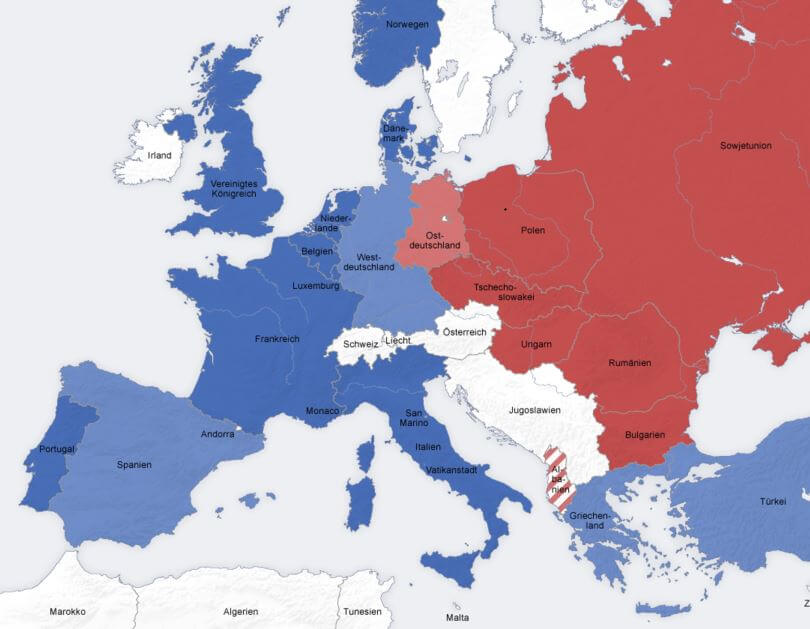 Norwegen
Däne-
mark
Irland
Sowjetunion
Vereinigtes
Königreich
Nieder-
lande
Polen
Ost-
deutschland
Belgien
West-
deutschland
Luxemburg
Tschecho-
slowakei
Frankreich
Österreich
Schweiz
Liecht.
Ungarn
Rumänien
Monaco
San
Marino
Jugoslawien
Andorra
Bulgarien
Portugal
Italien
Spanien
Vatikanstadt
Al-
ba-
nien
Türkei
Griechen-
land
Marokko
Algerien
Tunesien
Malta
Z